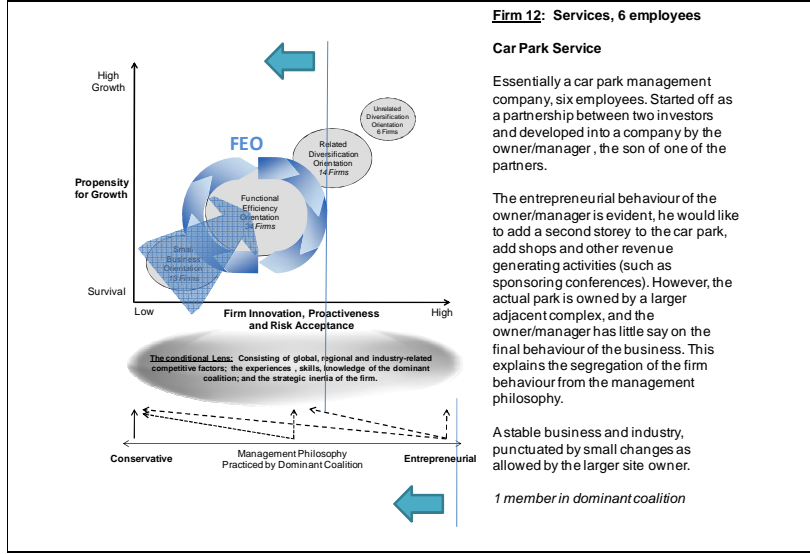 Firm 12:  Services, 6 employees
Car Park Service
Essentially a car park management
company, six employees. Started off as
a partnership between two investors
and developed into a company by the
owner/manager , the son of one of the
partners.
The entrepreneurial behaviour of the
owner/manager is evident, he would like
to add a second storey to the car park,
add shops and other revenue
generating activities (such as
sponsoring conferences). However, the
actual park is owned by a larger
adjacent complex, and the
owner/manager has little say on the
final behaviour of the business. This
explains the segregation of the firm
behaviour from the management
philosophy.
A stable business and industry,
punctuated by small changes as
allowed by the larger site owner.
1 member in dominant coalition
High
Growth
Propensity
for Growth
Survival
FEO
Unrelated
Diversification
Orientation
6 Firms
Related
Diversification
Orientation
14 Firms
Functional
Efficiency
Orientation
34 Firms
Small
Business
Orientation
13 Firms
Low
Firm Innovation, Proactiveness
and Risk Acceptance
High
The conditional Lens: Consisting of global, regional and industry-related
competitive factors; the experiences , skills, knowledge of the dominant
coalition; and the strategic inertia of the firm.
Conservative
Management Philosophy
Practiced by Dominant Coalition
Entrepreneurial